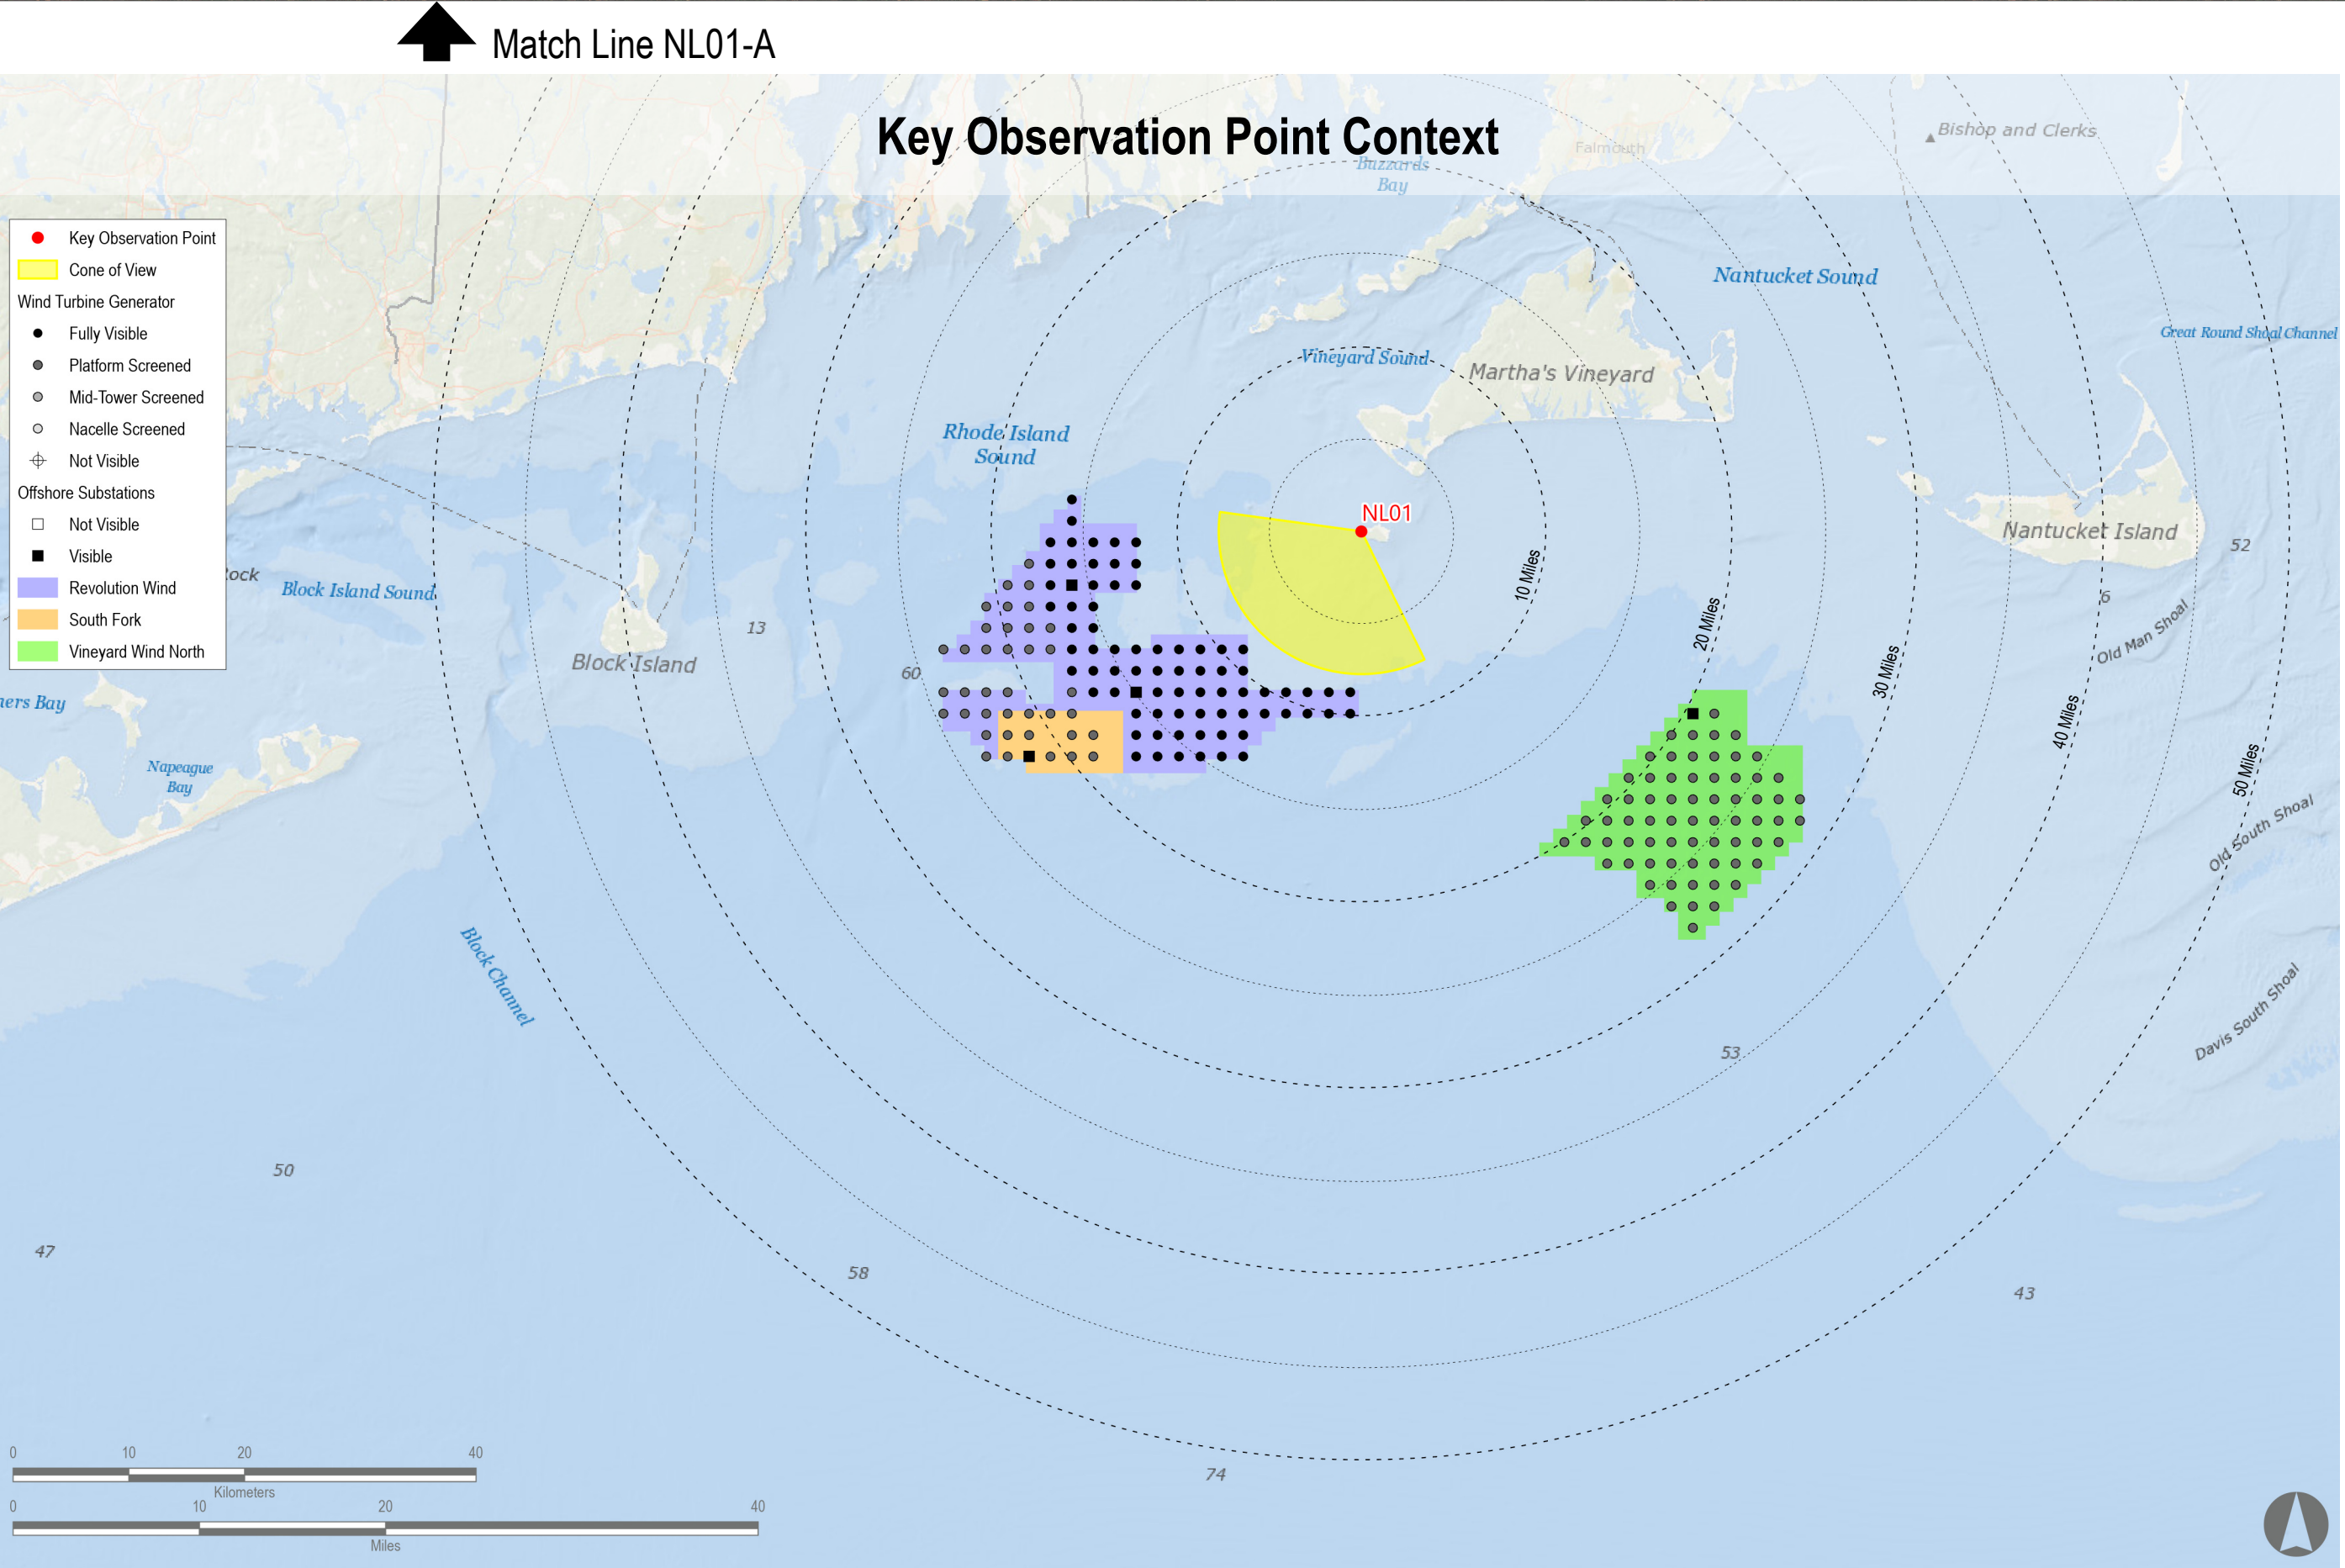 Match Line NL01-A
Key Observation Point Context
Bishop and Clerks
Falmouth
Buzzards
Bay
Key Observation Point
Cone of View
Wind Turbine Generator
Fully Visible
Platform Screened
Mid-Tower Screened
Nacelle Screened
Not Visible
Offshore Substations
Not Visible
Visible
Revolution Wind
South Fork
Vineyard Wind North
Nantucket Sound
Great Round Shoal Channel
Vineyard Sound
Martha's Vineyard
Rhode Island
Sound
NL01
Nantucket Island
52
10 Miles
20 Miles
30 Miles
40 Miles
50 Miles
Block Island Sound
13
6
Old Man Shoal
Block Island
60
Napeague
Bay
Old South Shoal
Block Channel
Davis South Shoal
53
50
47
58
43
74
0 10 20 40
Kilometers
0 10 20 40
Miles